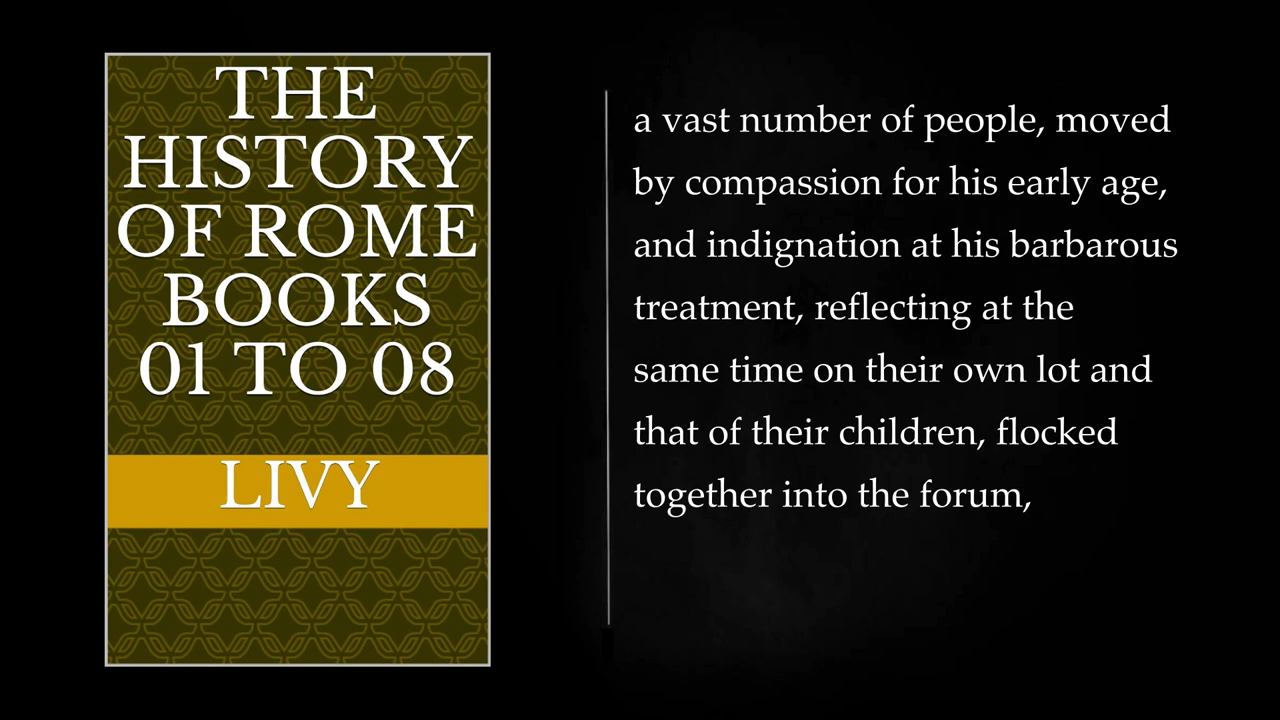 THE
HISTORY
OF ROME
BOOKS
01 TO 08
LIVY
a vast number of people, moved
by compassion for his early age,
and indignation at his barbarous
treatment, reflecting at the
same time on their own lot and
that of their children, flocked
together into the forum,